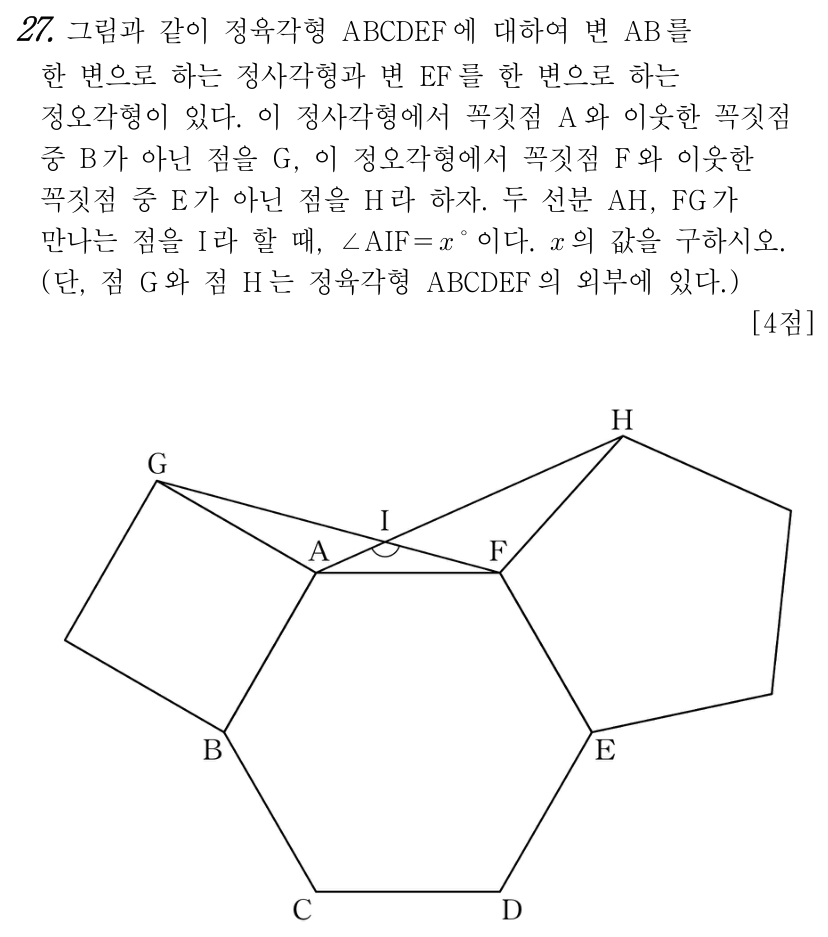 27. 그림과 같이 정육각형 ABCDEF에 대하여 변 AB를
한 변으로 하는 정사각형과 변 EF를 한 변으로 하는
정오각형이 있다. 이 정사각형에서 꼭짓점 A와 이웃한 꼭짓점
중 B가 아닌 점을 G, 이 정오각형에서 꼭짓점 F와 이웃한
꼭짓점 중 E가 아닌 점을 H라 하자. 두 선분 AH, FG가
만나는 점을 I라 할 때, ∠AIF=x°이다. x의 값을 구하시오.
(단, 점 G와 점 H는 정육각형 ABCDEF의 외부에 있다.)
[4점]
H
G
I
A
F
B
E
C
D